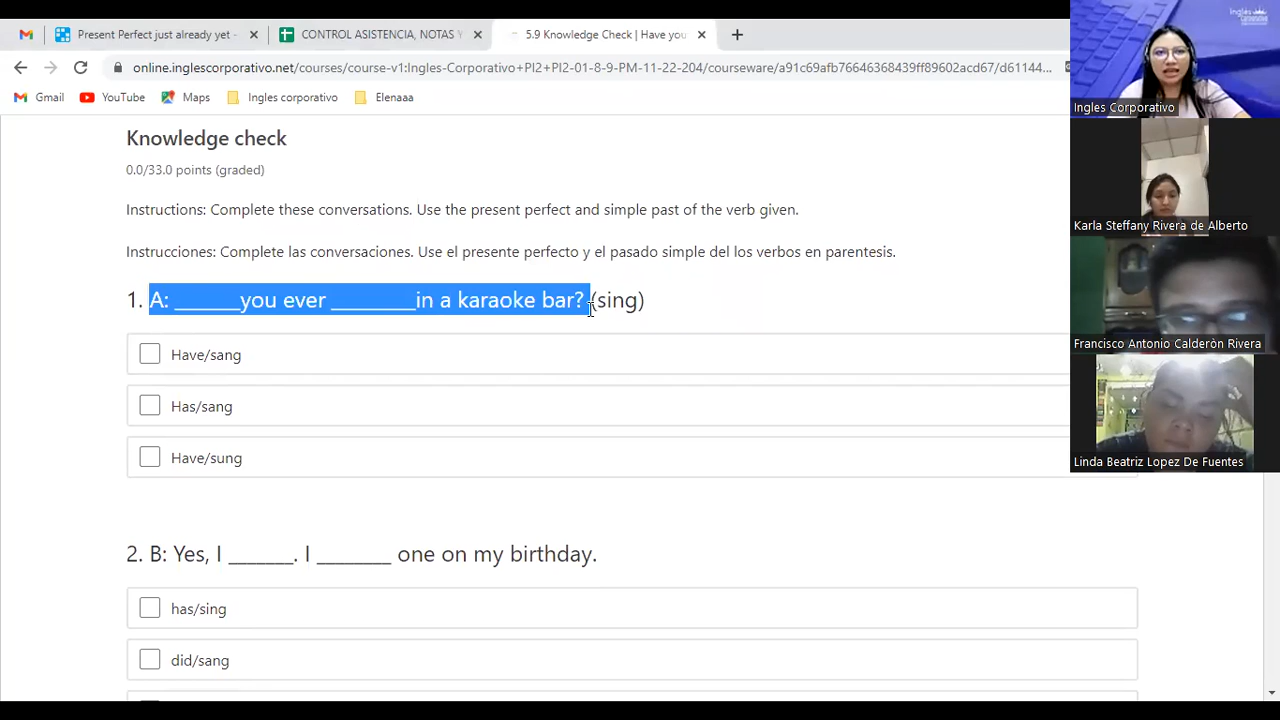 Present Perfect just already yet -
CONTROL ASISTENCIA, NOTAS Y
5.9 Knowledge Check | Have you
online.inglescorporativo.net/courses/course-v1:Ingles-Corporativo+PI2+PI2-01-8-9-PM-11-22-204/courseware/a91c69afb76646368439ff89602acd67/d61144...
Gmail
YouTube
Maps
Ingles corporativo
Elenaaa
Knowledge check
0.0/33.0 points (graded)
Instructions: Complete these conversations. Use the present perfect and simple past of the verb given.
Instrucciones: Complete las conversaciones. Use el presente perfecto y el pasado simple del los verbos en parentesis.
1. A: _______you ever _________in a karaoke bar? (sing)
Have/sang
Has/sang
Have/sung
2. B: Yes, I _______. I ________ one on my birthday.
has/sing
did/sang
Ingles Corporativo
Ingles Corporativo
Karla Steffany Rivera de Alberto
Francisco Antonio Calderòn Rivera
Linda Beatriz Lopez De Fuentes